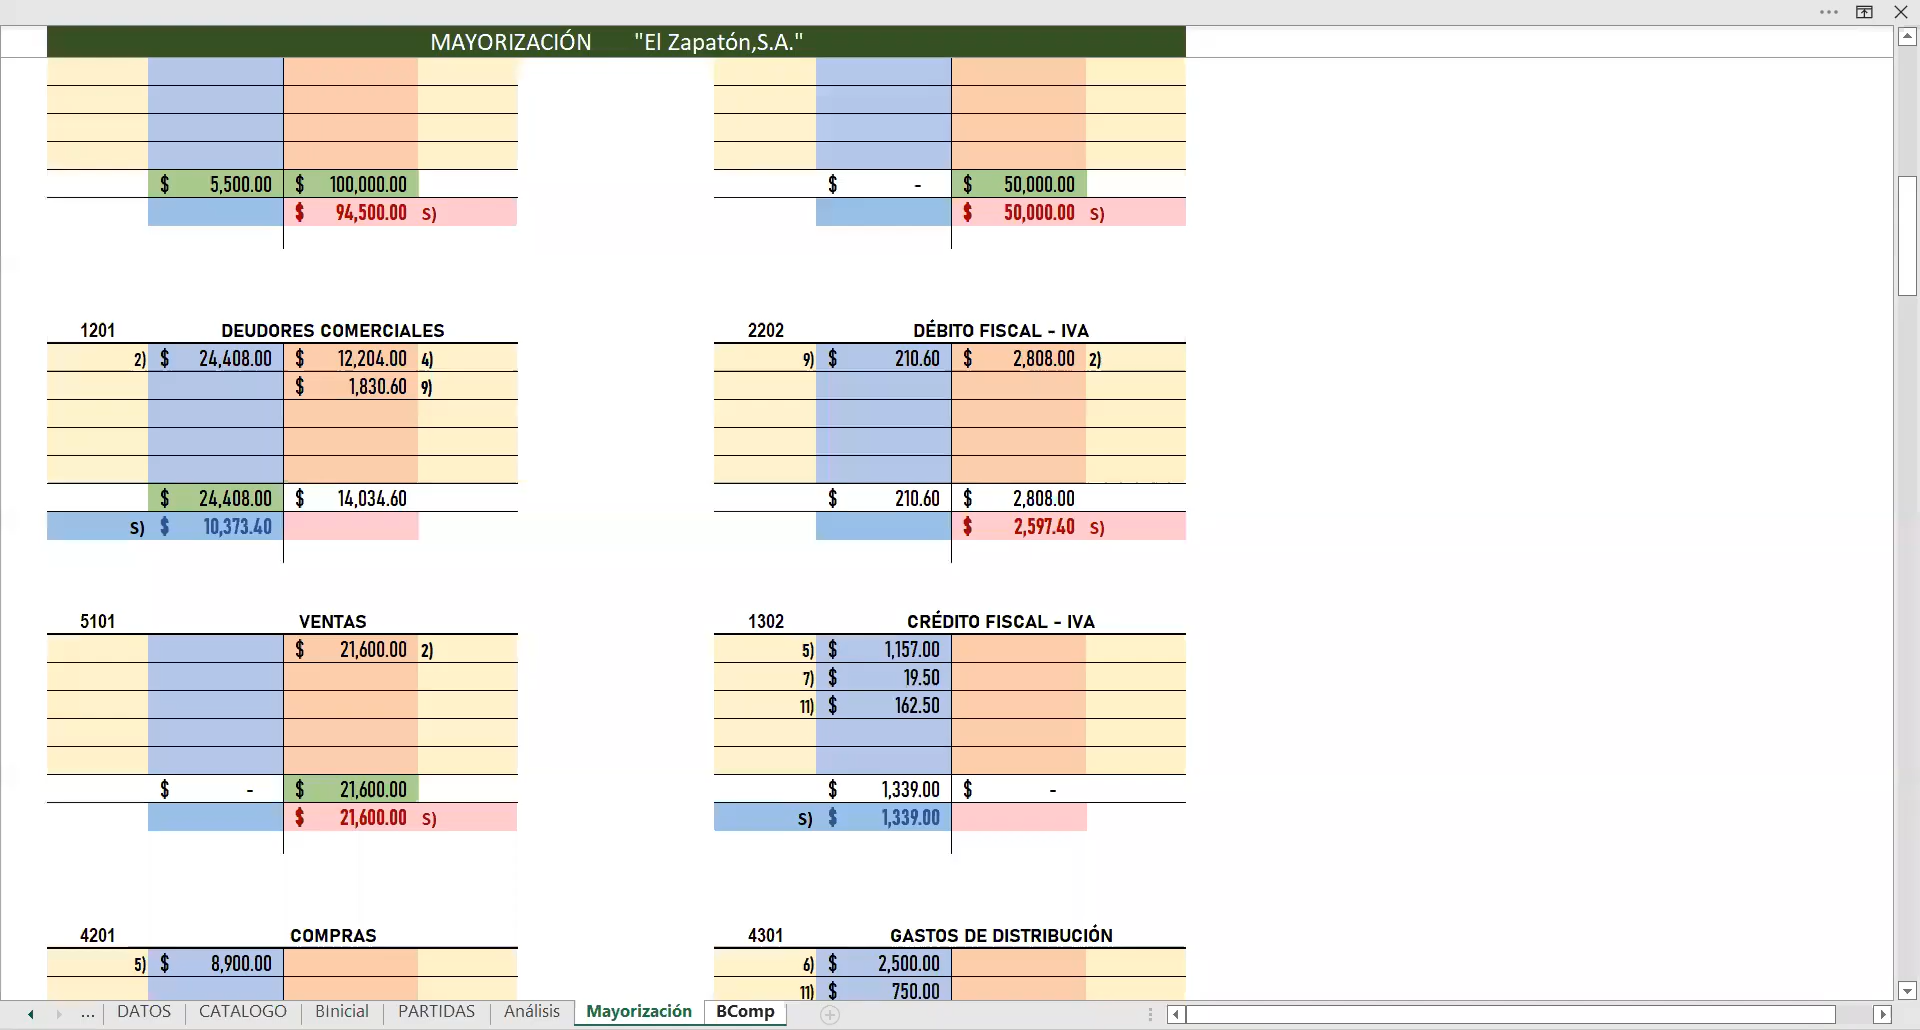 MAYORIZACIÓN "El Zapatón,S.A."
$ 5,500.00 $ 100,000.00
$ 94,500.00 S)
$ - $ 50,000.00
$ 50,000.00 S)
1201 DEUDORES COMERCIALES
2) $ 24,408.00 $ 12,204.00 4)
$ 1,830.60 9)
$ 24,408.00 $ 14,034.60
S) $ 10,373.40
2202 DÉBITO FISCAL - IVA
9) $ 210.60 $ 2,808.00 2)
$ 210.60 $ 2,808.00
$ 2,597.40 S)
5101 VENTAS
$ 21,600.00 2)
$ - $ 21,600.00
$ 21,600.00 S)
1302 CRÉDITO FISCAL - IVA
5) $ 1,157.00
7) $ 19.50
11) $ 162.50
$ 1,339.00 $ -
S) $ 1,339.00
4201 COMPRAS
5) $ 8,900.00
4301 GASTOS DE DISTRIBUCIÓN
6) $ 2,500.00
11) $ 750.00
... DATOS CATALOGO BInicial PARTIDAS Análisis Mayorización BComp